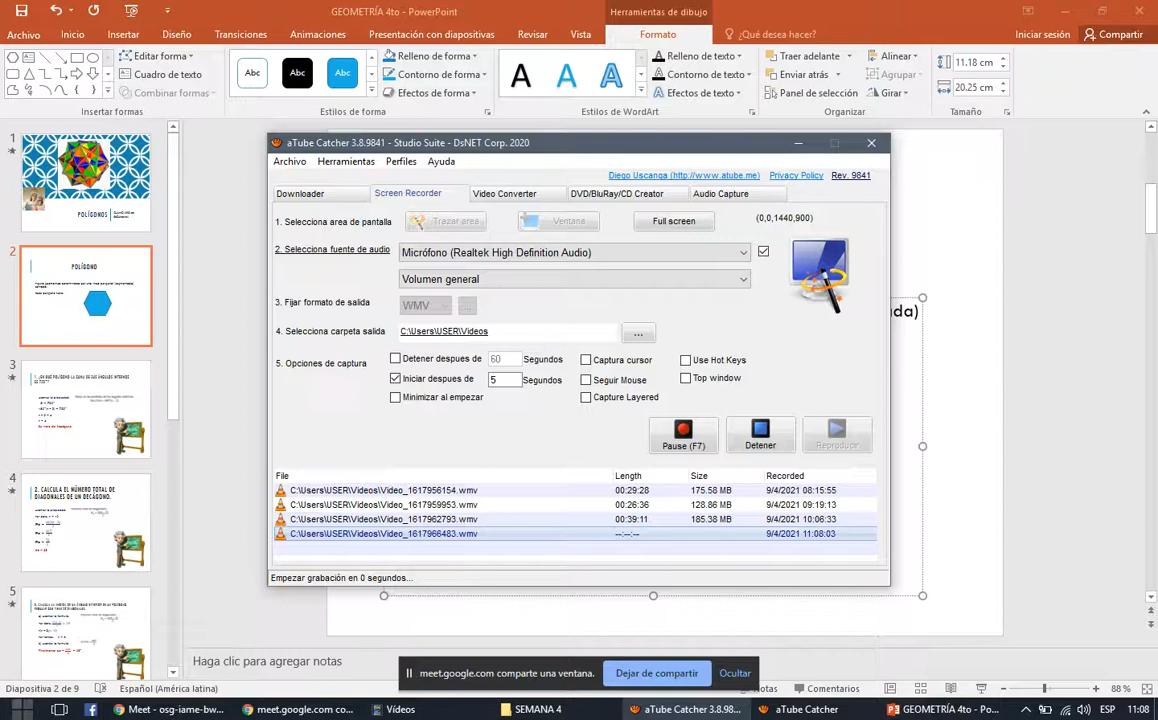 GEOMETRÍA 4to - PowerPoint
Herramientas de dibujo
Archivo Inicio Insertar Diseño Transiciones Animaciones Presentación con diapositivas Revisar Vista Formato ¿Qué desea hacer? Iniciar sesión Compartir
Editar forma
Cuadro de texto
Combinar formas
Insertar formas
Abc Abc Abc
Relleno de forma
Contorno de forma
Efectos de forma
Estilos de forma
A A A
Relleno de texto
Contorno de texto
Efectos de texto
Estilos de WordArt
Traer adelante
Enviar atrás
Panel de selección
Alinear
Agrupar
Girar
Organizar
11.18 cm
20.25 cm
Tamaño
1
POLÍGONOS
2
POLÍGONO
3
4
2. CALCULA EL NÚMERO TOTAL DE
DIAGONALES DE UN DECÁGONO.
5
aTube Catcher 3.8.9841 - Studio Suite - DsNET Corp. 2020
Archivo Herramientas Perfiles Ayuda
Diego Uscanga (http://www.atube.me) Privacy Policy Rev. 9841
Downloader Screen Recorder Video Converter DVD/BluRay/CD Creator Audio Capture
1. Selecciona area de pantalla Trazar area Ventana Full screen (0,0,1440,900)
2. Selecciona fuente de audio Micrófono (Realtek High Definition Audio)
Volumen general
3. Fijar formato de salida WMV ...
4. Selecciona carpeta salida C:\Users\USER\Videos ...
5. Opciones de captura
Detener despues de 60 Segundos
Iniciar despues de 5 Segundos
Minimizar al empezar
Captura cursor
Seguir Mouse
Capture Layered
Use Hot Keys
Top window
Pause (F7) Detener Reproducir
File Length Size Recorded
C:\Users\USER\Videos\Video_1617956154.wmv 00:29:28 175.58 MB 9/4/2021 08:15:55
C:\Users\USER\Videos\Video_1617959953.wmv 00:26:36 128.86 MB 9/4/2021 09:19:13
C:\Users\USER\Videos\Video_1617962793.wmv 00:39:11 185.38 MB 9/4/2021 10:06:33
C:\Users\USER\Videos\Video_1617966483.wmv --:--:-- 9/4/2021 11:08:03
Empezar grabación en 0 segundos...
da)
Haga clic para agregar notas
meet.google.com comparte una ventana. Dejar de compartir Ocultar
Diapositiva 2 de 9 Español (América latina) Notas Comentarios 88 %
Meet - osg-iame-bw... meet.google.com co... Vídeos SEMANA 4 aTube Catcher 3.8.98... aTube Catcher GEOMETRÍA 4to - Po... ESP 11:08